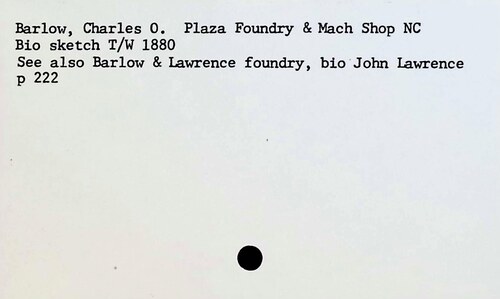 Barlow, Charles O.  Plaza Foundry & Mach Shop NC
Bio sketch T/W 1880
See also Barlow & Lawrence foundry, bio John Lawrence
p 222